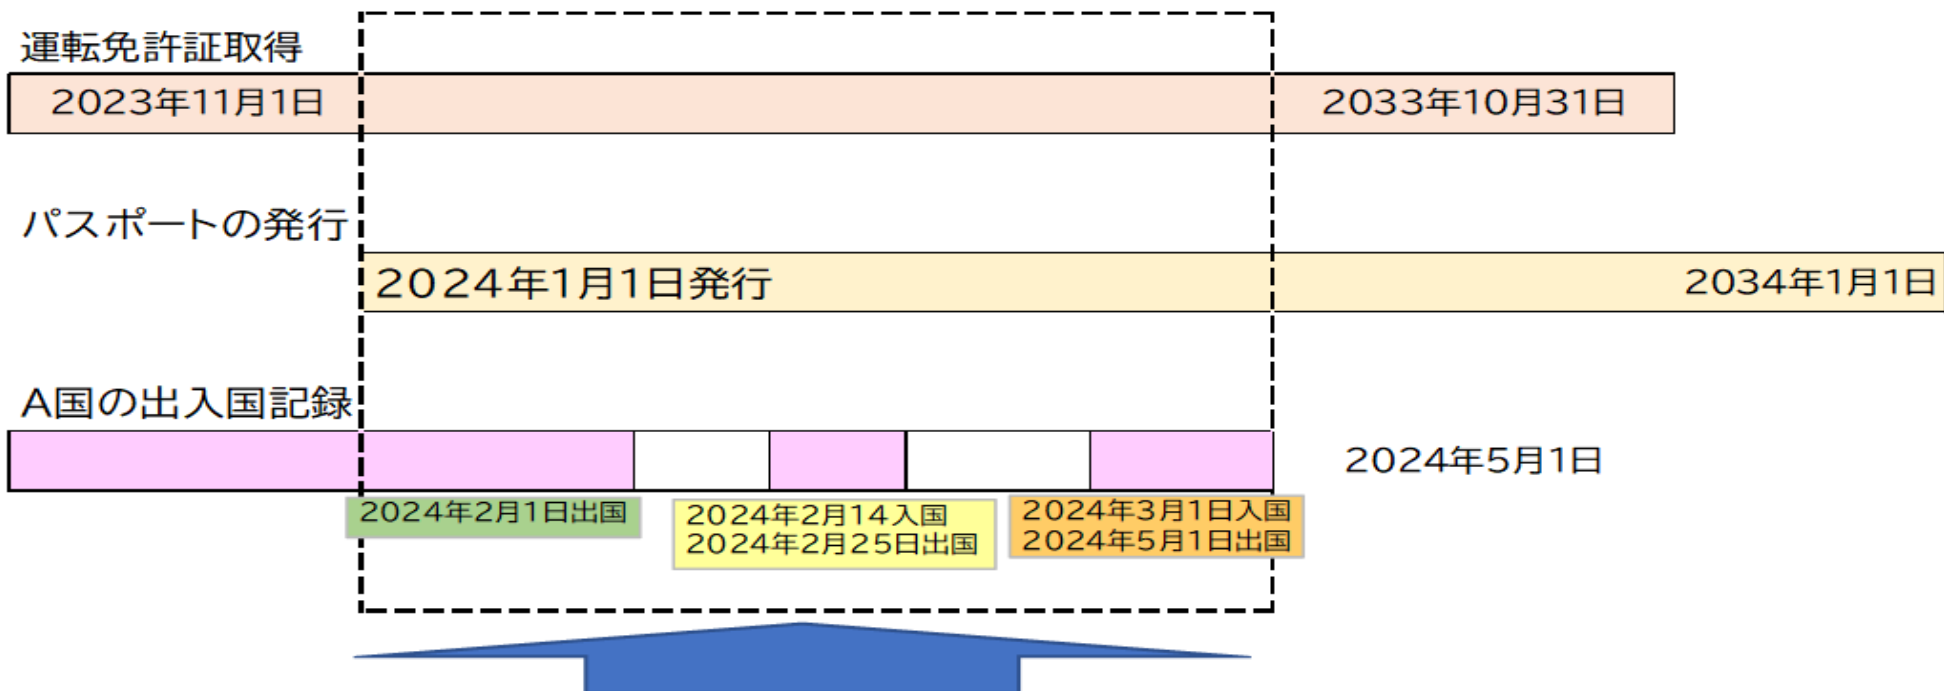 運転免許証取得
2023年11月1日
2033年10月31日
パスポートの発行
2024年1月1日発行
2034年1月1日
A国の出入国記録
2024年5月1日
2024年2月1日出国
2024年2月14入国
2024年2月25日出国
2024年3月1日入国
2024年5月1日出国